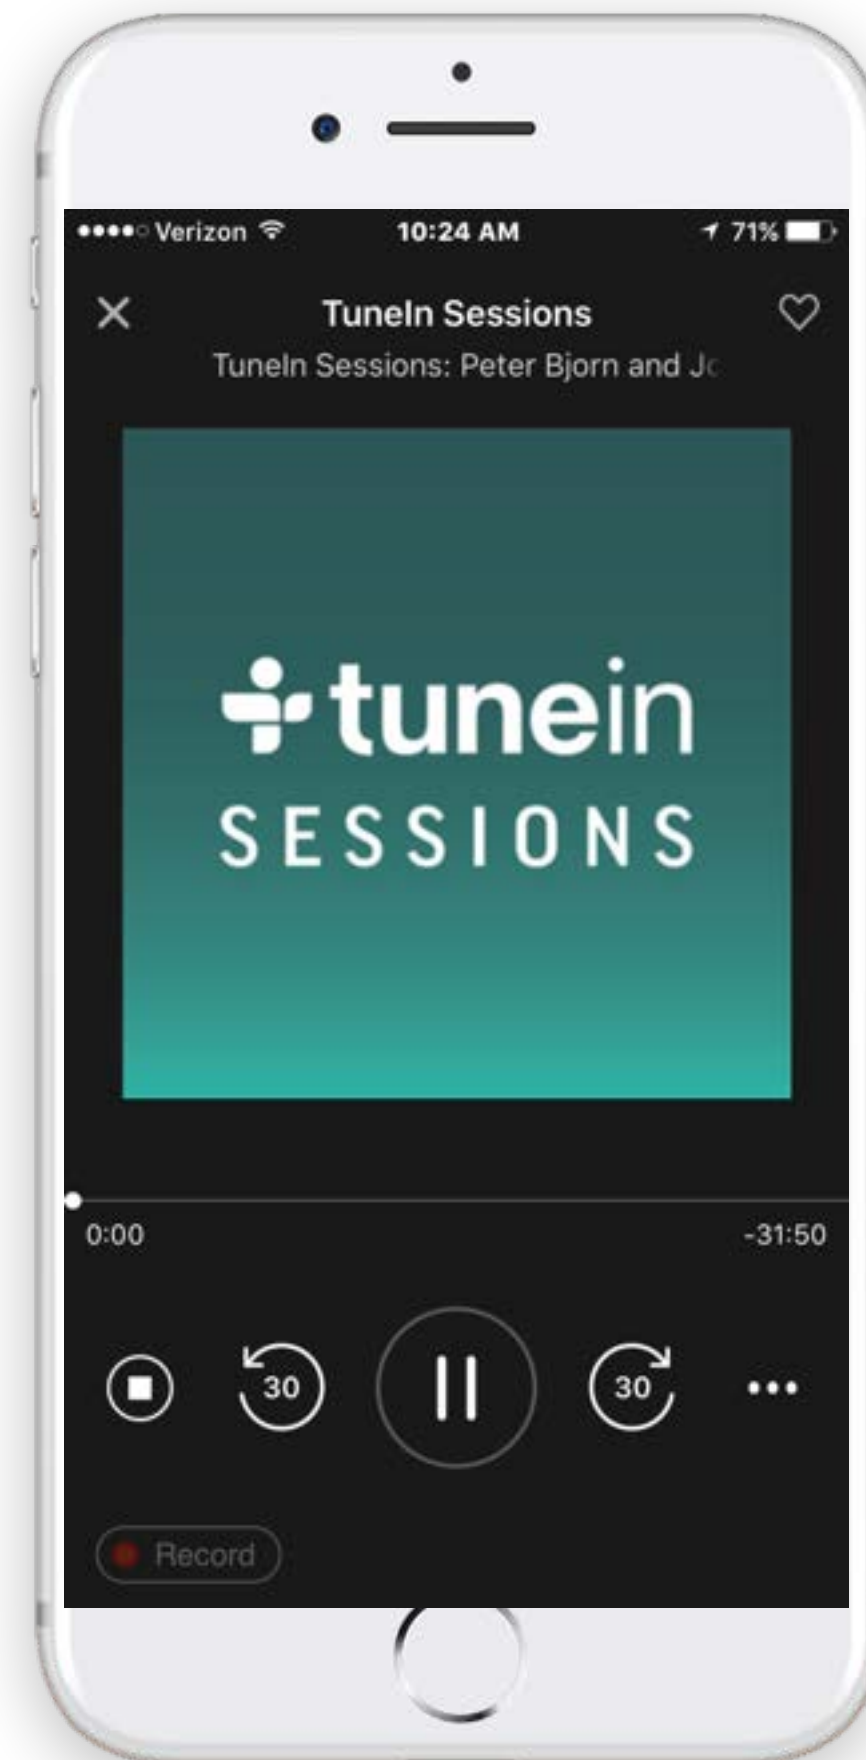 Verizon 10:24 AM 71%
TuneIn Sessions
TuneIn Sessions: Peter Bjorn and
tunein
SESSIONS
0:00 -31:50
30 30
Record